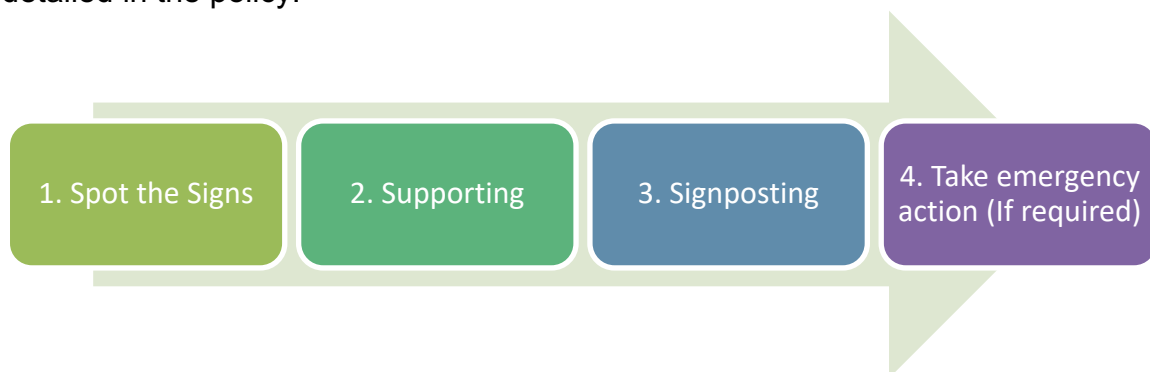 detailed in the policy.
1. Spot the Signs
2. Supporting
3. Signposting
4. Take emergency
action (If required)